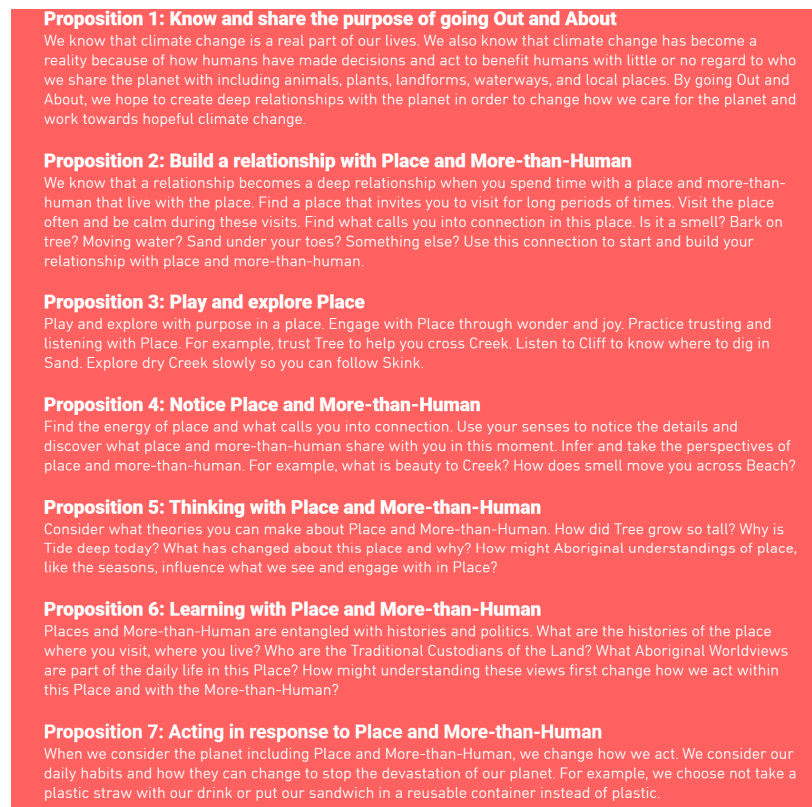 Proposition 1: Know and share the purpose of going Out and About
We know that climate change is a real part of our lives. We also know that climate change has become a
reality because of how humans have made decisions and act to benefit humans with little or no regard to who
we share the planet with including animals, plants, landforms, waterways, and local places. By going Out and
About, we hope to create deep relationships with the planet in order to change how we care for the planet and
work towards hopeful climate change.
Proposition 2: Build a relationship with Place and More-than-Human
We know that a relationship becomes a deep relationship when you spend time with a place and more-than-
human that live with the place. Find a place that invites you to visit for long periods of times. Visit the place
often and be calm during these visits. Find what calls you into connection in this place. Is it a smell? Bark on
tree? Moving water? Sand under your toes? Something else? Use this connection to start and build your
relationship with place and more-than-human.
Proposition 3: Play and explore Place
Play and explore with purpose in a place. Engage with Place through wonder and joy. Practice trusting and
listening with Place. For example, trust Tree to help you cross Creek. Listen to Cliff to know where to dig in
Sand. Explore dry Creek slowly so you can follow Skink.
Proposition 4: Notice Place and More-than-Human
Find the energy of place and what calls you into connection. Use your senses to notice the details and
discover what place and more-than-human share with you in this moment. Infer and take the perspectives of
place and more-than-human. For example, what is beauty to Creek? How does smell move you across Beach?
Proposition 5: Thinking with Place and More-than-Human
Consider what theories you can make about Place and More-than-Human. How did Tree grow so tall? Why is
Tide deep today? What has changed about this place and why? How might Aboriginal understandings of place,
like the seasons, influence what we see and engage with in Place?
Proposition 6: Learning with Place and More-than-Human
Places and More-than-Human are entangled with histories and politics. What are the histories of the place
where you visit, where you live? Who are the Traditional Custodians of the Land? What Aboriginal Worldviews
are part of the daily life in this Place? How might understanding these views first change how we act within
this Place and with the More-than-Human?
Proposition 7: Acting in response to Place and More-than-Human
When we consider the planet including Place and More-than-Human, we change how we act. We consider our
daily habits and how they can change to stop the devastation of our planet. For example, we choose not take a
plastic straw with our drink or put our sandwich in a reusable container instead of plastic.